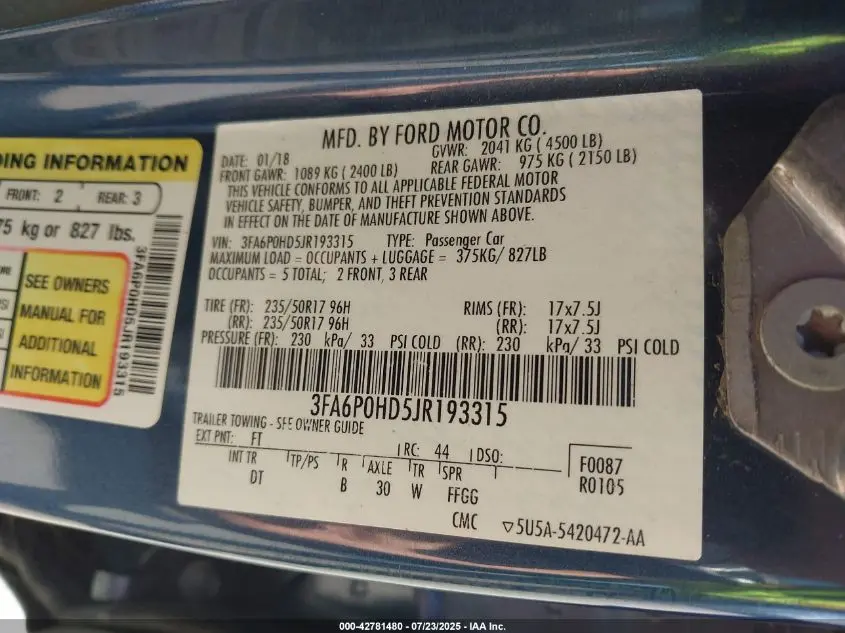 DING INFORMATION
FRONT: 2 REAR: 3
75 kg or 827 lbs.
SEE OWNERS
MANUAL FOR
ADDITIONAL
INFORMATION
3FA6P0HD5JR193315
MFD. BY FORD MOTOR CO.
DATE: 01/18 GVWR: 2041 KG ( 4500 LB)
FRONT GAWR: 1089 KG ( 2400 LB) REAR GAWR: 975 KG ( 2150 LB)
THIS VEHICLE CONFORMS TO ALL APPLICABLE FEDERAL MOTOR
VEHICLE SAFETY, BUMPER, AND THEFT PREVENTION STANDARDS
IN EFFECT ON THE DATE OF MANUFACTURE SHOWN ABOVE.
VIN: 3FA6P0HD5JR193315 TYPE: Passenger Car
MAXIMUM LOAD = OCCUPANTS + LUGGAGE = 375KG/ 827LB
OCCUPANTS = 5 TOTAL; 2 FRONT, 3 REAR
TIRE (FR): 235/50R17 96H RIMS (FR): 17x7.5J
(RR): 235/50R17 96H (RR): 17x7.5J
PRESSURE (FR): 230 kPa/ 33 PSI COLD (RR): 230 kPa/ 33 PSI COLD
3FA6P0HD5JR193315
TRAILER TOWING - SEE OWNER GUIDE
EXT PNT: FT RC: 44 DSO:
INT TR TP/PS R AXLE TR SPR
DT B 30 W FFGG
F0087
R0105
CMC ▽5U5A-5420472-AA
000-42781480 - 07/23/2025 - IAA Inc.